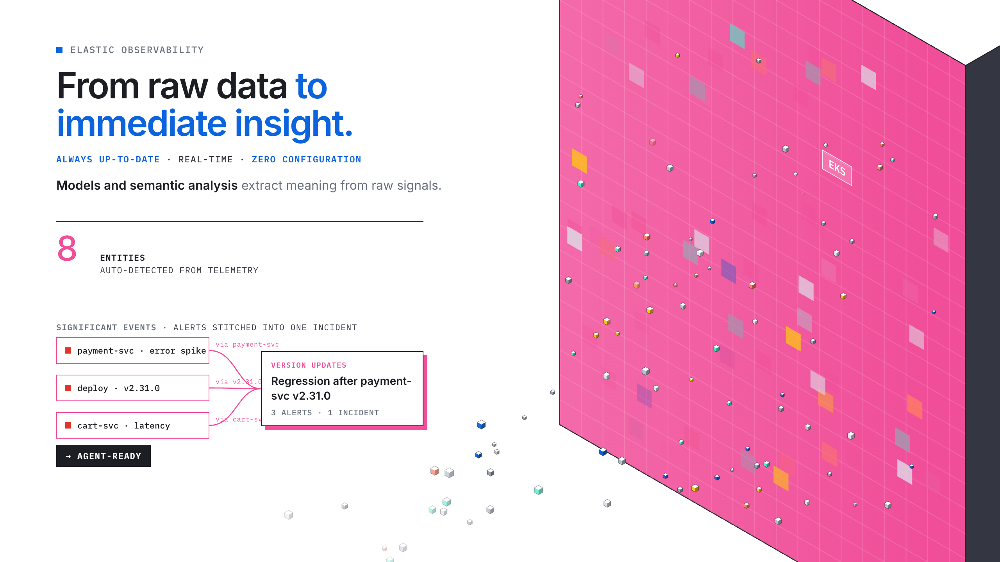 ELASTIC OBSERVABILITY
From raw data to
immediate insight.
ALWAYS UP-TO-DATE · REAL-TIME · ZERO CONFIGURATION
Models and semantic analysis extract meaning from raw signals.
8
ENTITIES
AUTO-DETECTED FROM TELEMETRY
SIGNIFICANT EVENTS · ALERTS STITCHED INTO ONE INCIDENT
payment-svc · error spike
via payment-svc
deploy · v2.31.0
via v2.31.0
cart-svc · latency
via cart-sv
VERSION UPDATES
Regression after payment-
svc v2.31.0
3 ALERTS · 1 INCIDENT
→ AGENT-READY
EKS